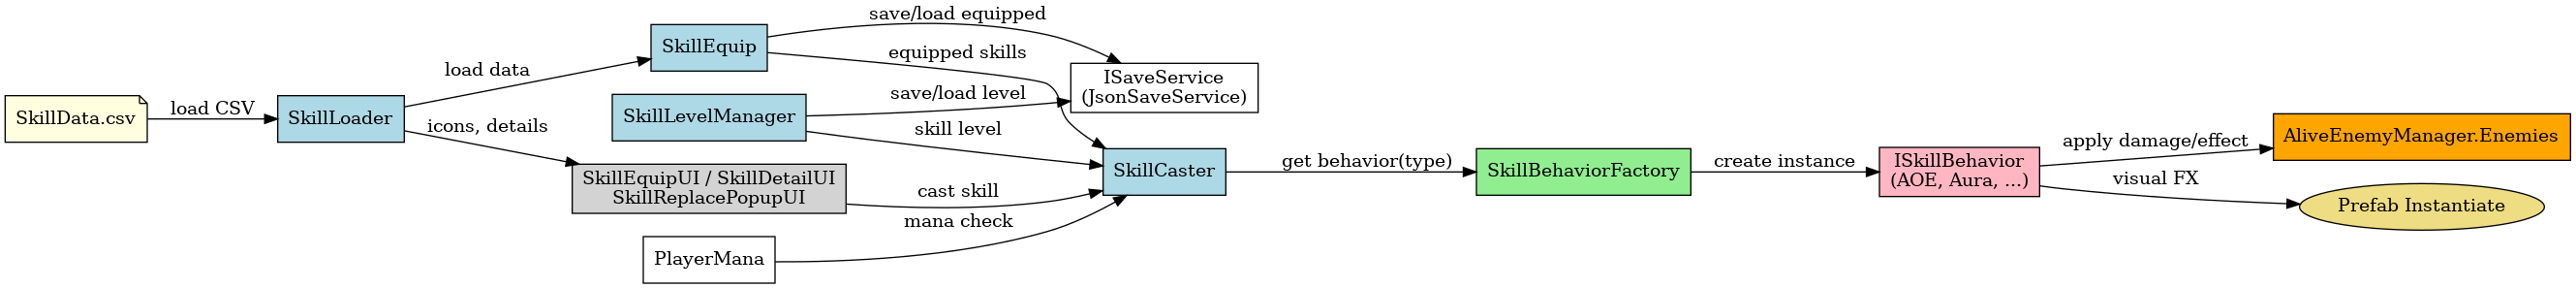 SkillData.csv
load CSV
SkillLoader
load data
icons, details
SkillEquip
save/load equipped
equipped skills
SkillLevelManager
save/load level
skill level
SkillEquipUI / SkillDetailUI
SkillReplacePopupUI
cast skill
PlayerMana
mana check
ISaveService
(JsonSaveService)
SkillCaster
get behavior(type)
SkillBehaviorFactory
create instance
ISkillBehavior
(AOE, Aura, ...)
apply damage/effect
visual FX
AliveEnemyManager.Enemies
Prefab Instantiate